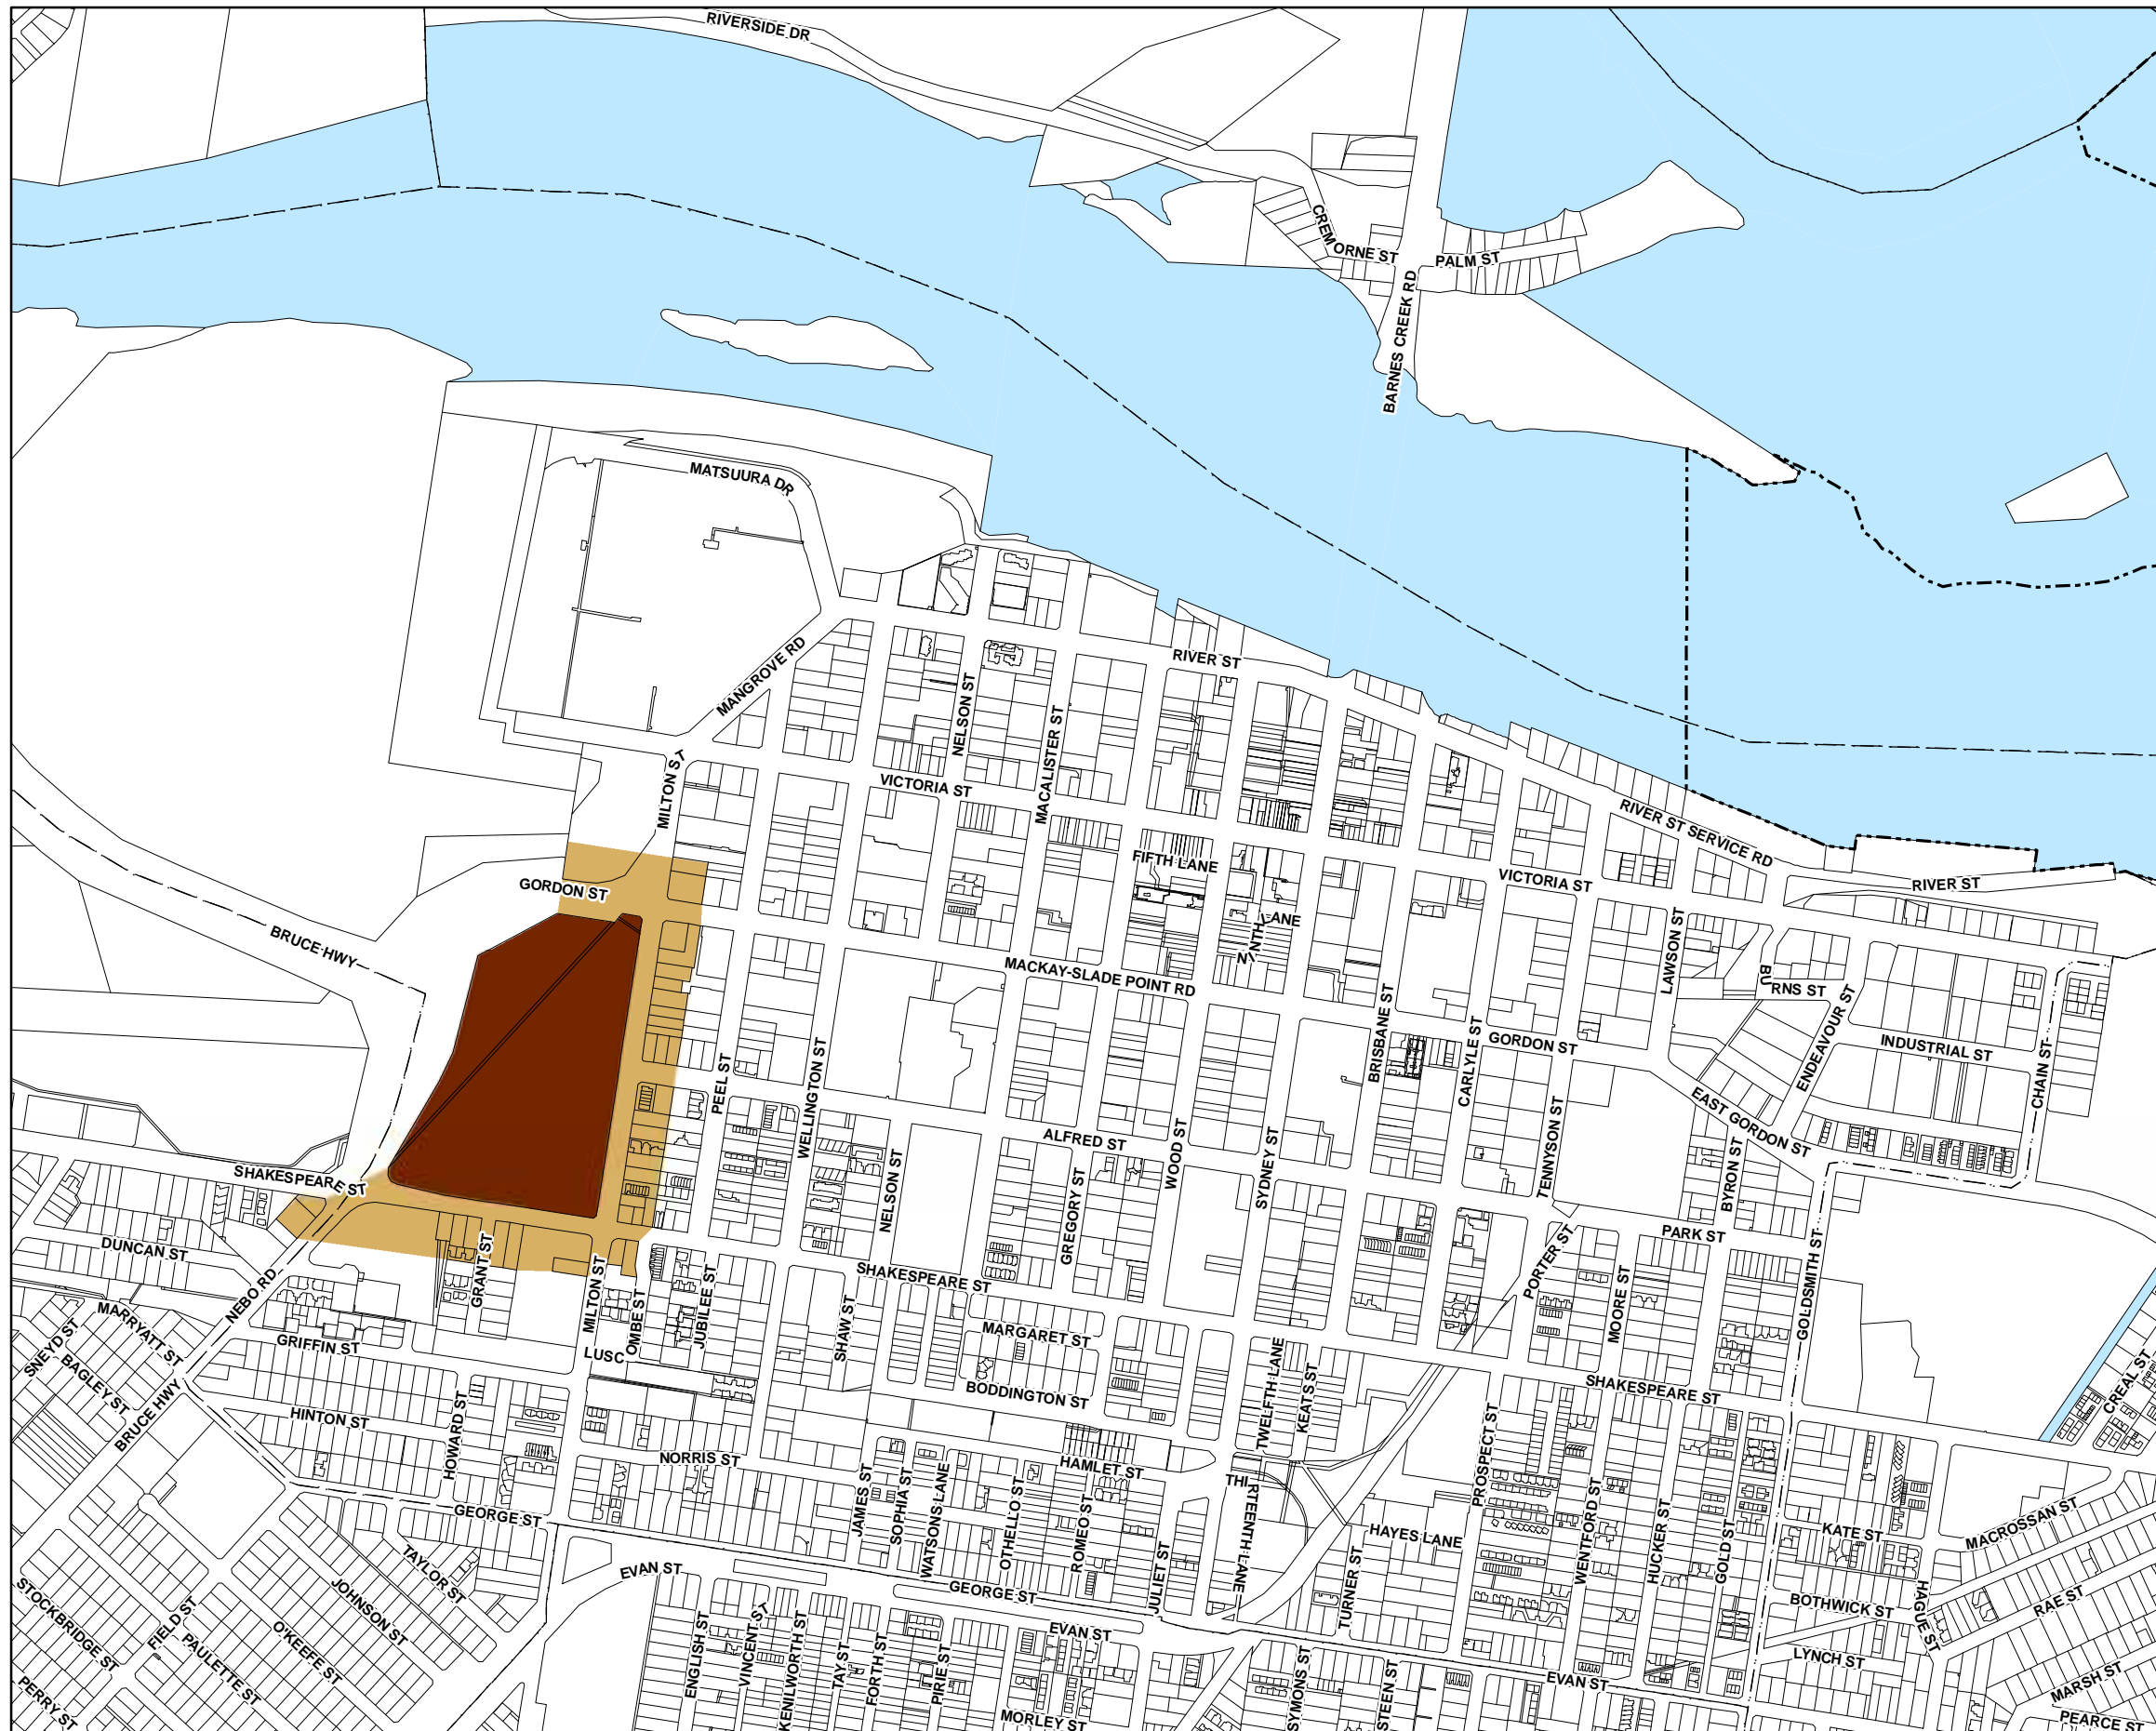 RIVERSIDE DR
CREMORNE ST
PALM ST
BARNES CREEK RD
MATSUURA DR
MANGROVE RD
RIVER ST
NELSON ST
MACALISTER ST
MILTON ST
VICTORIA ST
RIVER ST SERVICE RD
FIFTH LANE
GORDON ST
VICTORIA ST
RIVER ST
NINTH LANE
BRUCE HWY
LAWSON ST
MACKAY-SLADE POINT RD
BURNS ST
ENDEAVOUR ST
BRISBANE ST
CARLYLE ST
GORDON ST
INDUSTRIAL ST
CHAIN ST
PEEL ST
WELLINGTON ST
EAST GORDON ST
ALFRED ST
WOOD ST
TENNYSON ST
BYRON ST
SHAKESPEARE ST
NELSON ST
GREGORY ST
SYDNEY ST
PARK ST
DUNCAN ST
GRANT ST
MILTON ST
PORTER ST
GOLDSMITH ST
NEBO RD
SHAKESPEARE ST
JUBILEE ST
MOORE ST
MARRYATT ST
SNEYD ST
GRIFFIN ST
LUSCOMBE ST
SHAW ST
MARGARET ST
BAGLEY ST
BRUCE HWY
BODDINGTON ST
TWELFTH LANE
KEATS ST
SHAKESPEARE ST
CREAL ST
HINTON ST
HOWARD ST
NORRIS ST
HAMLET ST
PROSPECT ST
GEORGE ST
JAMES ST
SOPHIA ST
WATSONS LANE
OTHELLO ST
ROMEO ST
THIRTEENTH LANE
HAYES LANE
WENTFORD ST
HUCKER ST
GOLD ST
KATE ST
MACROSSAN ST
TAYLOR ST
EVAN ST
GEORGE ST
JULIET ST
TURNER ST
BOTHWICK ST
HAGUE ST
RAE ST
STOCKBRIDGE ST
FIELD ST
JOHNSON ST
O'KEEFE ST
PAULETTE ST
ENGLISH ST
VINCENT ST
KENILWORTH ST
TAY ST
FORTH ST
PIRIE ST
EVAN ST
SYMONS ST
STEEN ST
EVAN ST
LYNCH ST
MARSH ST
PERRY ST
MORLEY ST
PEARCE ST